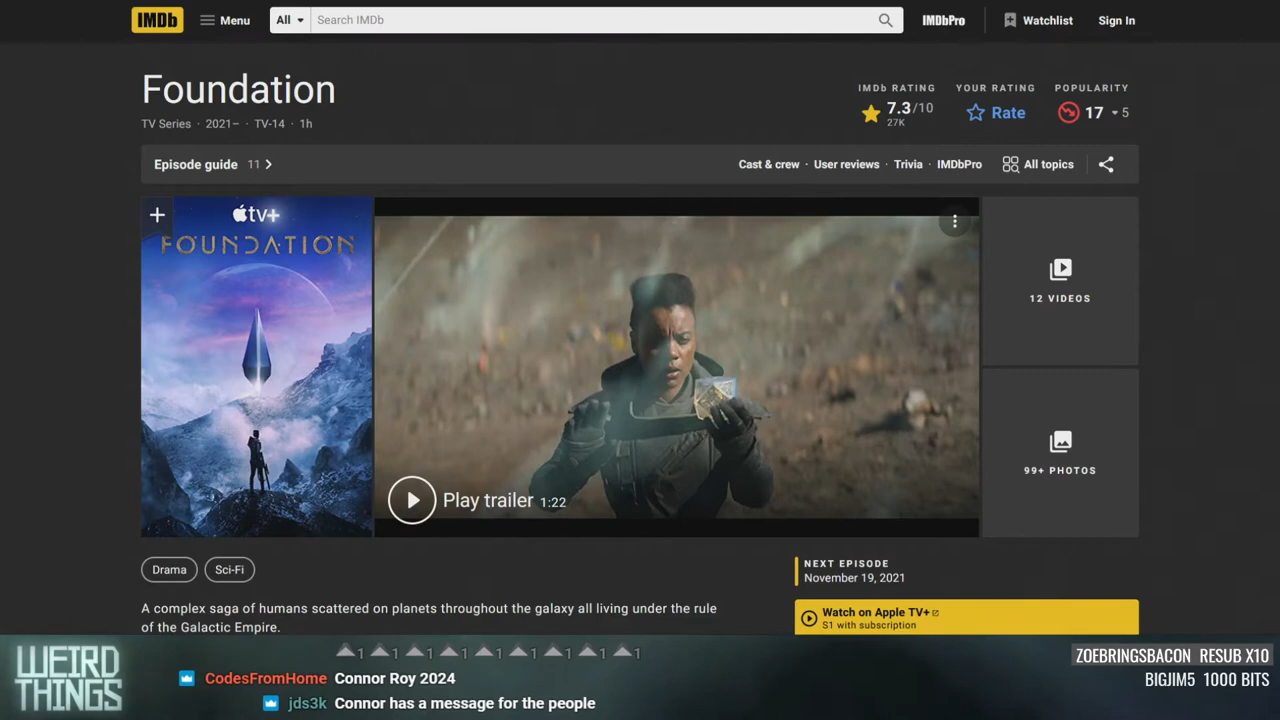 IMDb
Menu
All
Search IMDb
IMDbPro
Watchlist
Sign In
Foundation
TV Series · 2021– · TV-14 · 1h
IMDb RATING
7.3/10
27K
YOUR RATING
Rate
POPULARITY
17
5
Episode guide 11
Cast & crew · User reviews · Trivia · IMDbPro
All topics
tv+
FOUNDATION
Play trailer 1:22
12 VIDEOS
99+ PHOTOS
Drama
Sci-Fi
A complex saga of humans scattered on planets throughout the galaxy all living under the rule
of the Galactic Empire.
NEXT EPISODE
November 19, 2021
Watch on Apple TV+
S1 with subscription
WEIRD
THINGS
1 1 1 1 1 1 1 1 1
CodesFromHome Connor Roy 2024
jds3k Connor has a message for the people
ZOEBRINGSBACON RESUB X10
BIGJIM5 1000 BITS